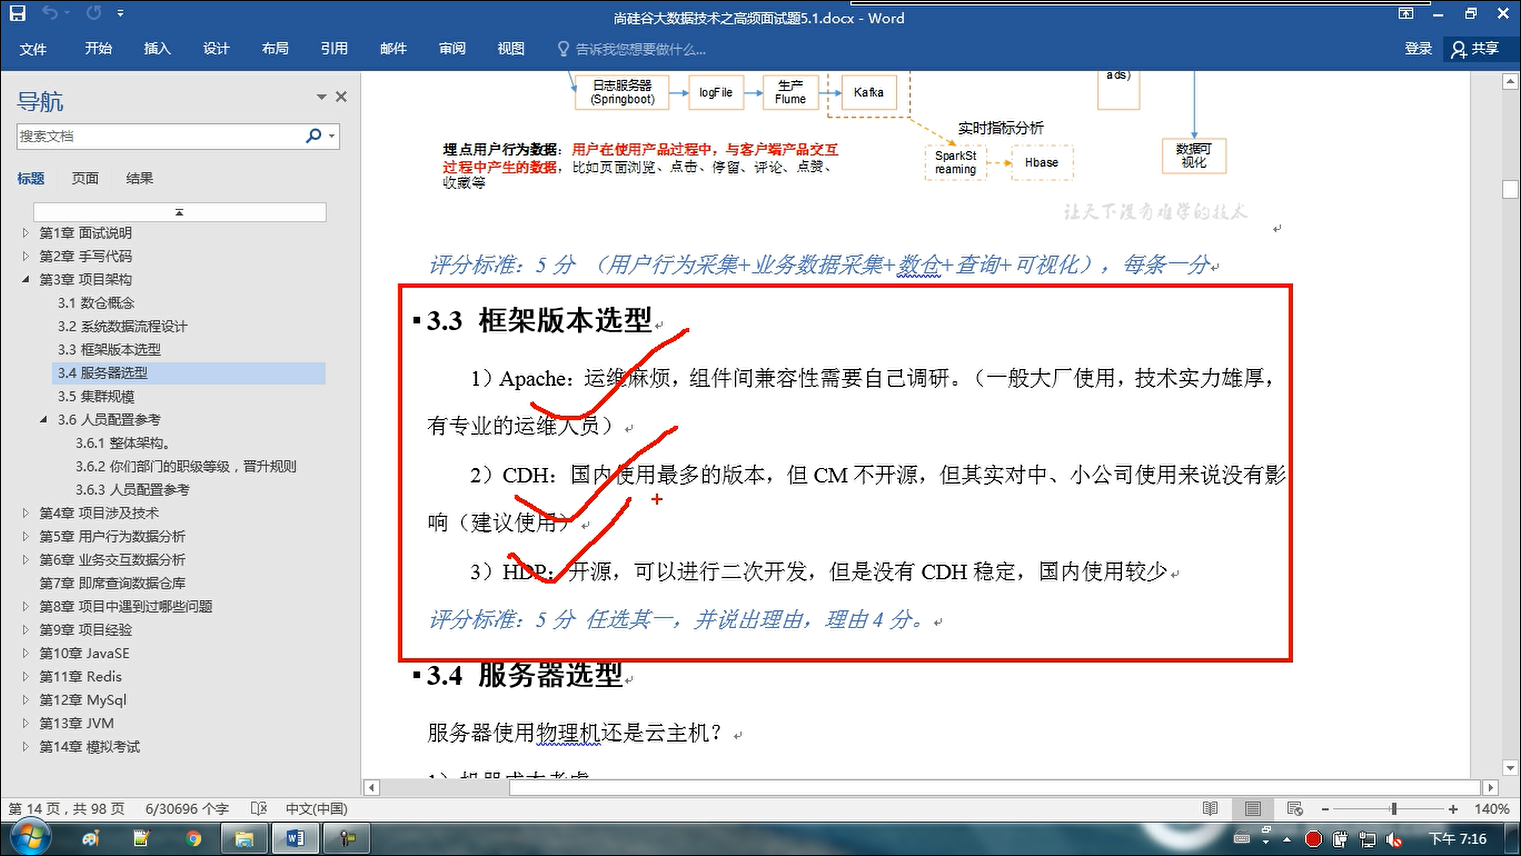 尚硅谷大数据技术之高频面试题5.1.docx - Word
文件 开始 插入 设计 布局 引用 邮件 审阅 视图 告诉我您想要做什么... 登录 共享
导航
搜索文档
标题 页面 结果
第1章 面试说明
第2章 手写代码
第3章 项目架构
3.1 数仓概念
3.2 系统数据流程设计
3.3 框架版本选型
3.4 服务器选型
3.5 集群规模
3.6 人员配置参考
3.6.1 整体架构。
3.6.2 你们部门的职级等级，晋升规则
3.6.3 人员配置参考
第4章 项目涉及技术
第5章 用户行为数据分析
第6章 业务交互数据分析
第7章 即席查询数据仓库
第8章 项目中遇到过哪些问题
第9章 项目经验
第10章 JavaSE
第11章 Redis
第12章 MySql
第13章 JVM
第14章 模拟考试
日志服务器
(Springboot)
logFile
生产
Flume
Kafka
ads)
实时指标分析
SparkSt
reaming
Hbase
数据可
视化
埋点用户行为数据：用户在使用产品过程中，与客户端产品交互
过程中产生的数据，比如页面浏览、点击、停留、评论、点赞、
收藏等
让天下没有难学的技术
评分标准：5 分 （用户行为采集+业务数据采集+数仓+查询+可视化），每条一分
3.3 框架版本选型
1）Apache：运维麻烦，组件间兼容性需要自己调研。（一般大厂使用，技术实力雄厚，
有专业的运维人员）
2）CDH：国内使用最多的版本，但 CM 不开源，但其实对中、小公司使用来说没有影
响（建议使用）
3）HDP：开源，可以进行二次开发，但是没有 CDH 稳定，国内使用较少
评分标准：5 分 任选其一，并说出理由，理由 4 分。
3.4 服务器选型
服务器使用物理机还是云主机？
1）机器成本考虑
第 14 页，共 98 页 6/30696 个字 中文(中国) 140%
下午 7:16